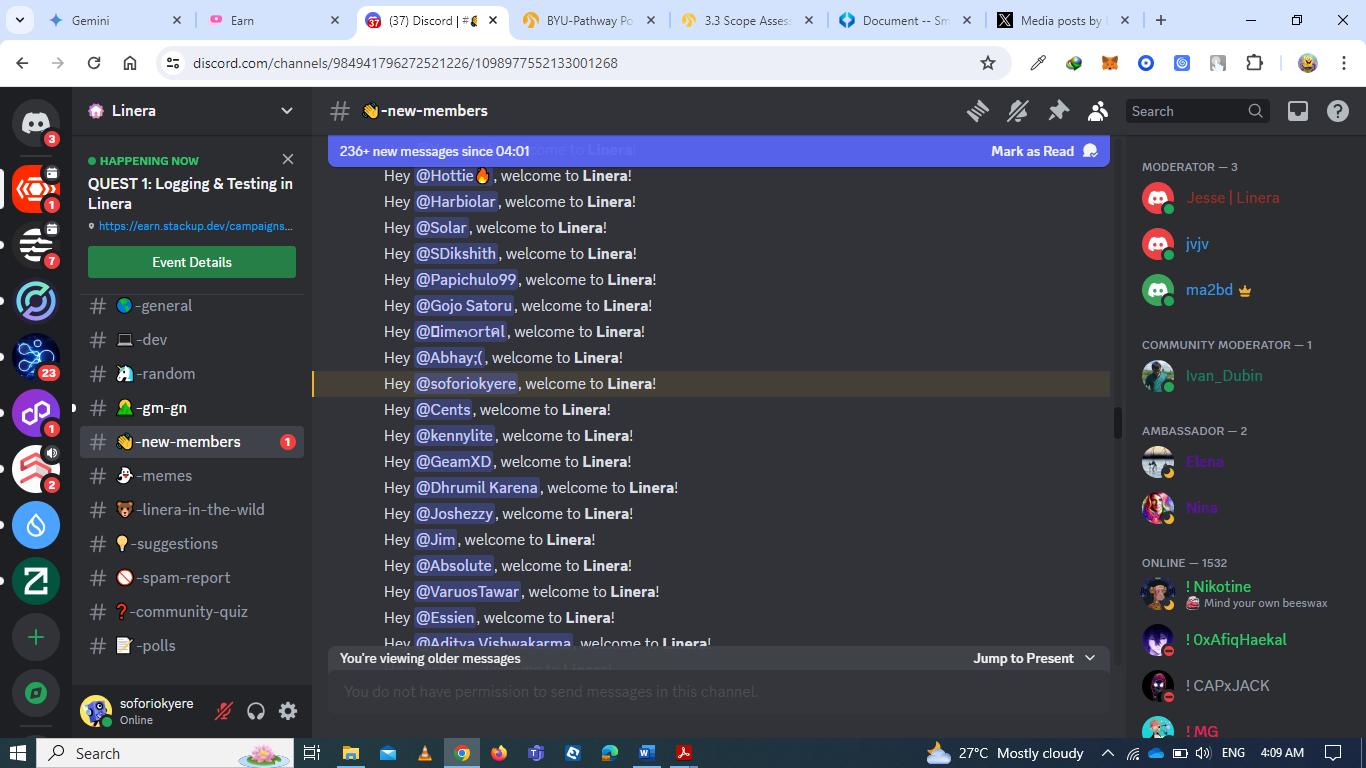 Gemini
Earn
(37) Discord | #
BYU-Pathway Po
3.3 Scope Assess
Document -- Sm
Media posts by
discord.com/channels/984941796272521226/1098977552133001268
Linera
👋-new-members
Search
HAPPENING NOW
QUEST 1: Logging & Testing in
Linera
https://earn.stackup.dev/campaigns...
Event Details
🌎-general
💻-dev
🦄-random
🤮-gm-gn
👋-new-members 1
👻-memes
🐻-linera-in-the-wild
💡-suggestions
🚫-spam-report
❓-community-quiz
📝-polls
3
1
7
23
1
2
soforiokyere
Online
236+ new messages since 04:01
Mark as Read
Hey @Hottie🔥, welcome to Linera!
Hey @Harbiolar, welcome to Linera!
Hey @Solar, welcome to Linera!
Hey @SDikshith, welcome to Linera!
Hey @Papichulo99, welcome to Linera!
Hey @Gojo Satoru, welcome to Linera!
Hey welcome to Linera!
Hey @Abhay;(, welcome to Linera!
Hey @soforiokyere, welcome to Linera!
Hey @Cents, welcome to Linera!
Hey @kennylite, welcome to Linera!
Hey @GeamXD, welcome to Linera!
Hey @Dhrumil Karena, welcome to Linera!
Hey @Joshezzy, welcome to Linera!
Hey @Jim, welcome to Linera!
Hey @Absolute, welcome to Linera!
Hey @VaruosTawar, welcome to Linera!
Hey @Essien, welcome to Linera!
Hey @Aditya Vishwakarma, welcome to Linera!
You're viewing older messages
Jump to Present
You do not have permission to send messages in this channel.
MODERATOR — 3
Jesse | Linera
jvjv
ma2bd
COMMUNITY MODERATOR — 1
Ivan_Dubin
AMBASSADOR — 2
Elena
Nina
ONLINE — 1532
! Nikotine
Mind your own beeswax
! 0xAfiqHaekal
! CAPxJACK
! MG
Search
27°C Mostly cloudy
ENG
4:09 AM